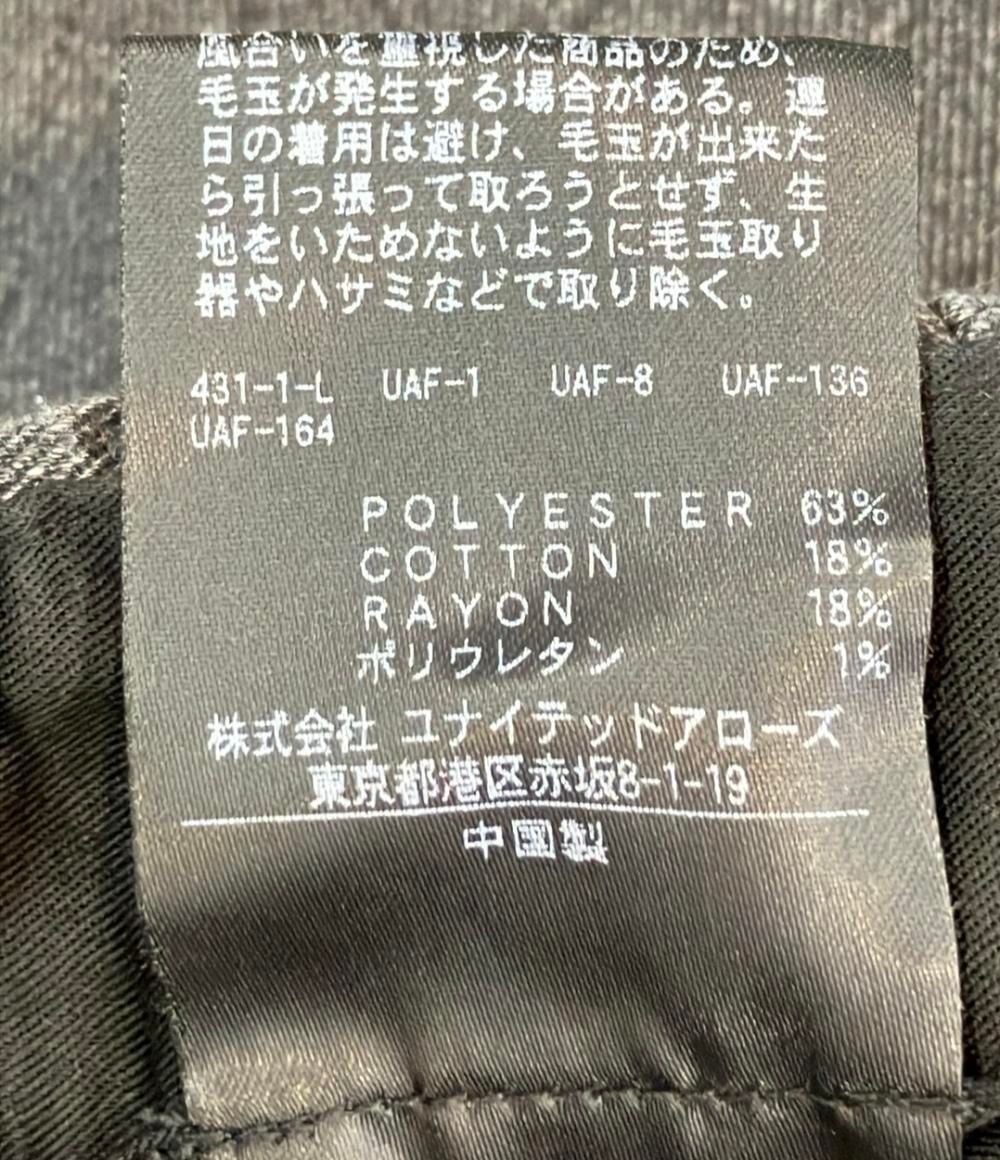 風合いを重視した商品のため、
毛玉が発生する場合がある。連
日の着用は避け、毛玉が出来た
ら引っ張って取ろうとせず、生
地をいためないように毛玉取り
器やハサミなどで取り除く。
431-1-L UAF-1 UAF-8 UAF-136
UAF-164
POLYESTER 63%
COTTON 18%
RAYON 18%
ポリウレタン 1%
株式会社 ユナイテッドアローズ
東京都港区赤坂8-1-19
中国製